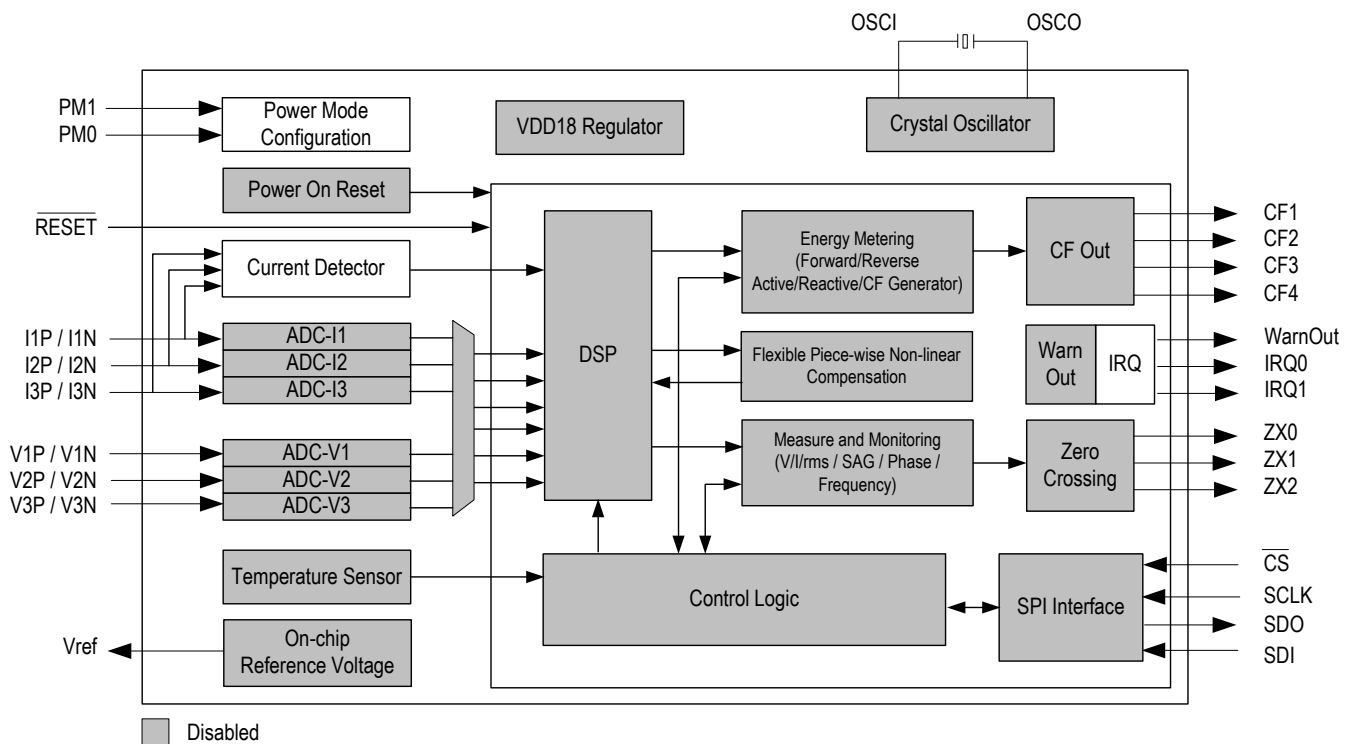 OSCI
OSCO
PM1
PM0
Power Mode
Configuration
VDD18 Regulator
Crystal Oscillator
Power On Reset
RESET
Current Detector
I1P / I1N
I2P / I2N
I3P / I3N
ADC-I1
ADC-I2
ADC-I3
V1P / V1N
V2P / V2N
V3P / V3N
ADC-V1
ADC-V2
ADC-V3
Temperature Sensor
Vref
On-chip
Reference Voltage
DSP
Energy Metering
(Forward/Reverse
Active/Reactive/CF Generator)
Flexible Piece-wise Non-linear
Compensation
Measure and Monitoring
(V/I/rms / SAG / Phase /
Frequency)
Control Logic
CF Out
CF1
CF2
CF3
CF4
Warn
Out
IRQ
WarnOut
IRQ0
IRQ1
Zero
Crossing
ZX0
ZX1
ZX2
SPI Interface
CS
SCLK
SDO
SDI
Disabled